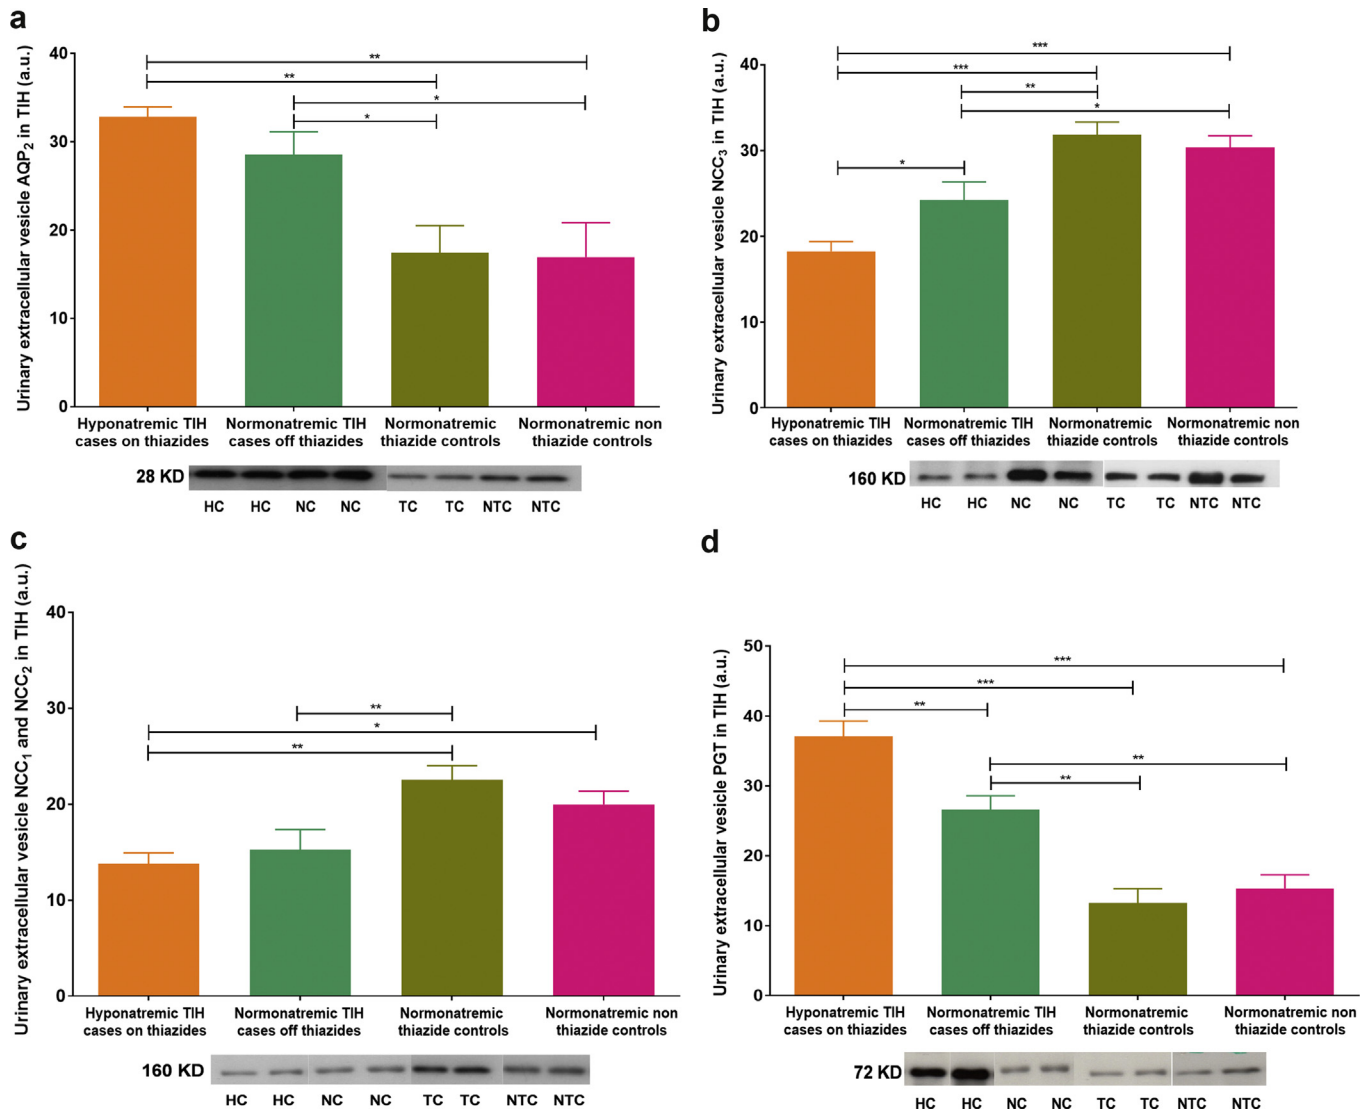 a
Urinary extracellular vesicle AQP2 in TIH (a.u.)
40
30
20
10
0
**
**
*
*
Hyponatremic TIH
cases on thiazides
Normonatremic TIH
cases off thiazides
Normonatremic
thiazide controls
Normonatremic non
thiazide controls
28 KD
HC HC NC NC TC TC NTC NTC
b
Urinary extracellular vesicle NCC3 in TIH (a.u.)
40
30
20
10
0
***
***
**
*
*
Hyponatremic TIH
cases on thiazides
Normonatremic TIH
cases off thiazides
Normonatremic
thiazide controls
Normonatremic non
thiazide controls
160 KD
HC HC NC NC TC TC NTC NTC
c
Urinary extracellular vesicle NCC1 and NCC2 in TIH (a.u.)
40
30
20
10
0
**
*
**
Hyponatremic TIH
cases on thiazides
Normonatremic TIH
cases off thiazides
Normonatremic
thiazide controls
Normonatremic non
thiazide controls
160 KD
HC HC NC NC TC TC NTC NTC
d
Urinary extracellular vesicle PGT in TIH (a.u.)
50
40
30
20
10
0
***
***
**
**
**
Hyponatremic TIH
cases on thiazides
Normonatremic TIH
cases off thiazides
Normonatremic
thiazide controls
Normonatremic non
thiazide controls
72 KD
HC HC NC NC TC TC NTC NTC